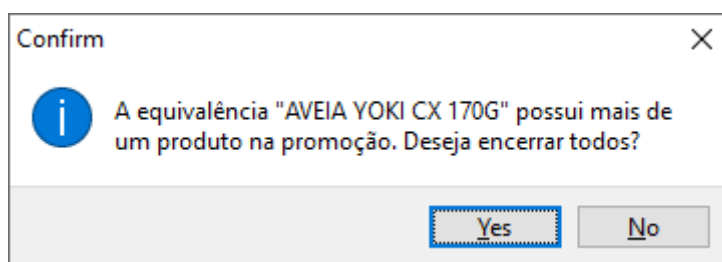 Confirm
A equivalência "AVEIA YOKI CX 170G" possui mais de
um produto na promoção. Deseja encerrar todos?
Yes
No